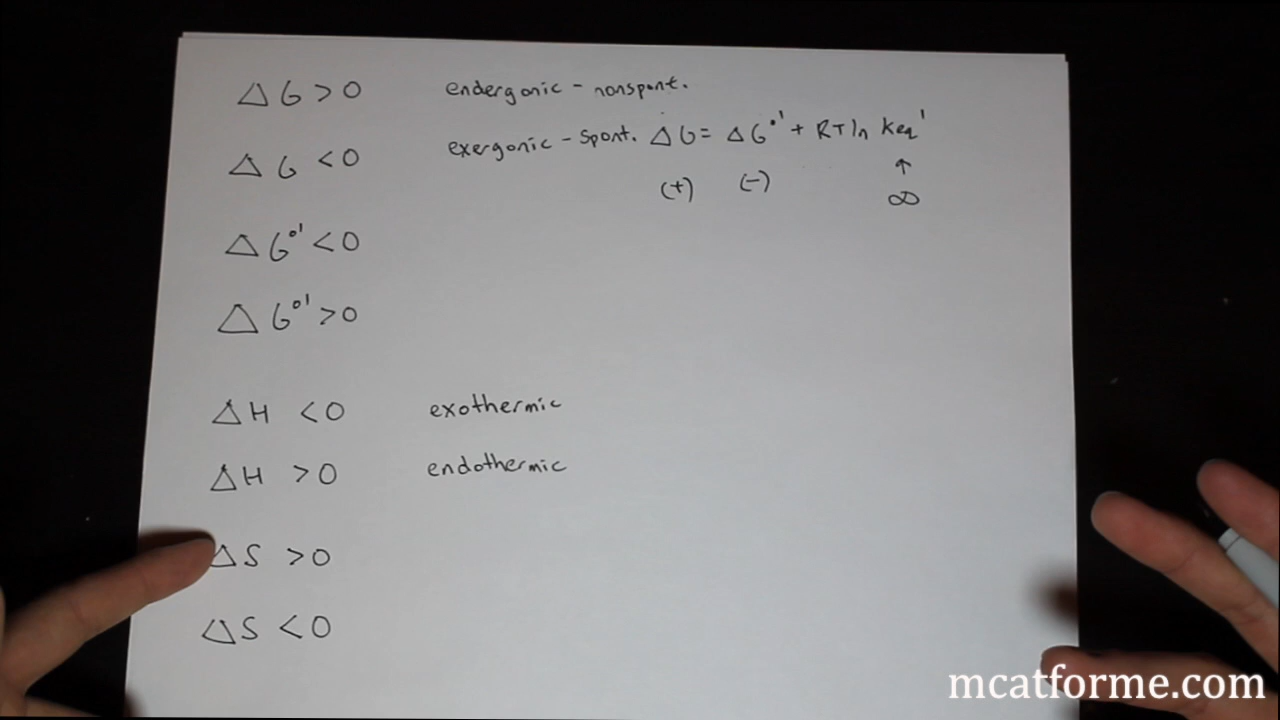 ΔG > 0 endergonic - nonspont.
ΔG < 0 exergonic - Spont. ΔG = ΔG°' + RT ln Keq'
(+) (-) ↑
∞
ΔG°' < 0
ΔG°' > 0
ΔH < 0 exothermic
ΔH > 0 endothermic
ΔS > 0
ΔS < 0
mcatforme.com